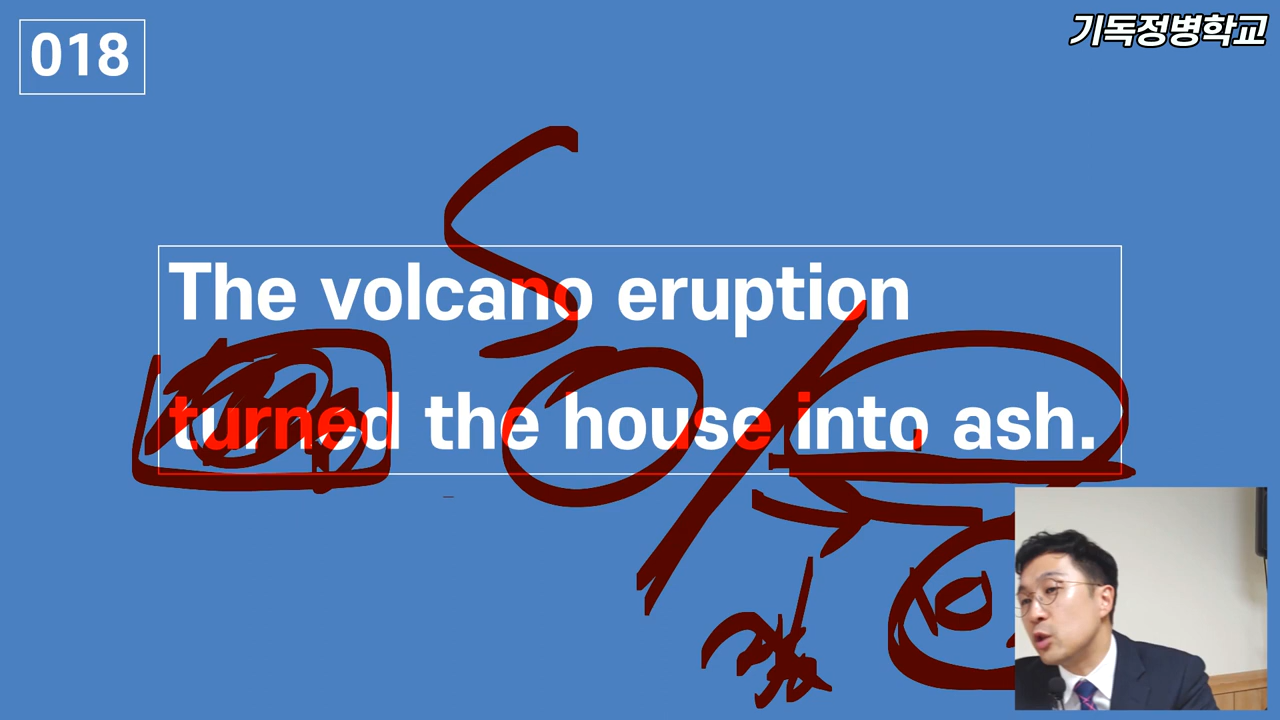 018
기독정병학교
The volcano eruption
turned the house into ash.